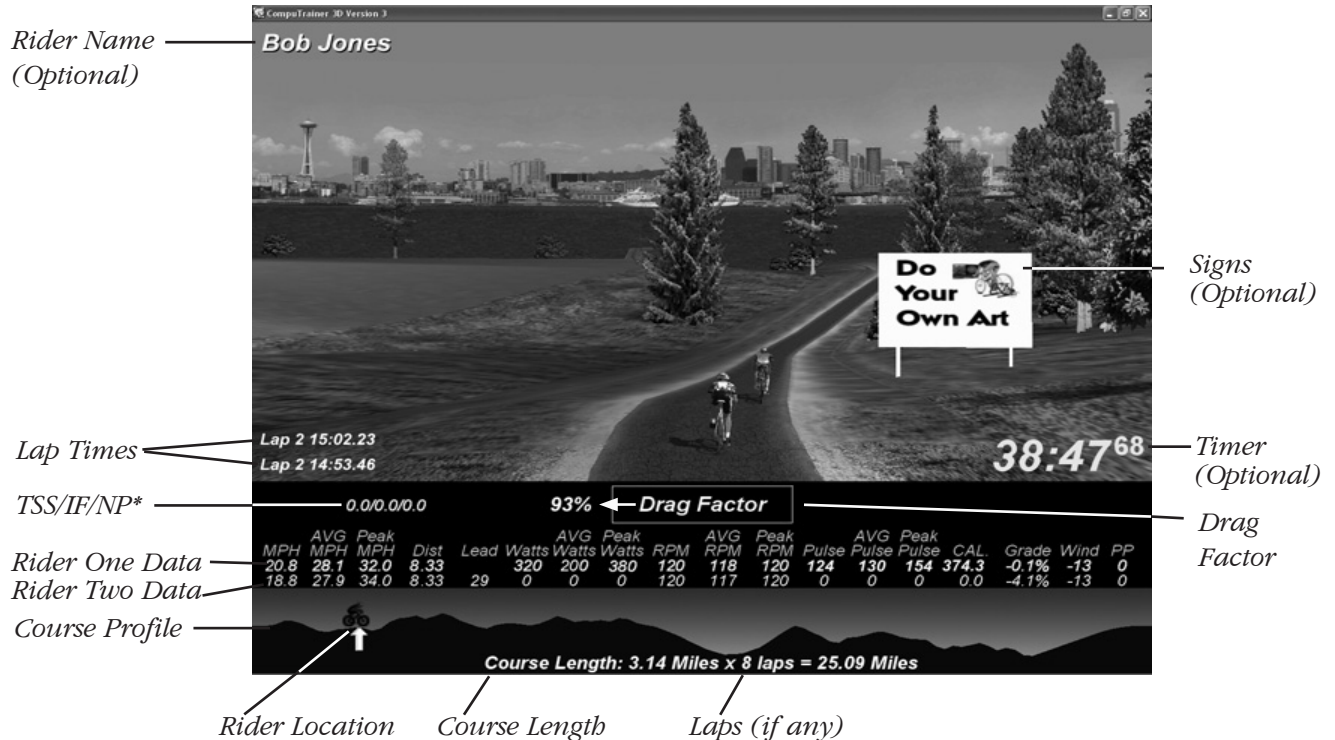 CompuTrainer 3D Version 3
Rider Name
(Optional)
Bob Jones
Do
Your
Own Art
Signs
(Optional)
Lap Times
Lap 2 15:02.23
Lap 2 14:53.46
38:47 68
Timer
(Optional)
TSS/IF/NP*
0.0/0.0/0.0
93%
Drag Factor
Drag
Factor
AVG Peak AVG Peak AVG Peak AVG Peak
MPH MPH MPH Dist Lead Watts Watts Watts RPM RPM RPM Pulse Pulse Pulse CAL. Grade Wind PP
Rider One Data
20.8 28.1 32.0 8.33 320 200 380 120 118 120 124 130 154 374.3 -0.1% -13 0
Rider Two Data
18.8 27.9 34.0 8.33 29 0 0 0 120 117 120 0 0 0 0.0 -4.1% -13 0
Course Profile
Course Length: 3.14 Miles x 8 laps = 25.09 Miles
Rider Location
Course Length
Laps (if any)